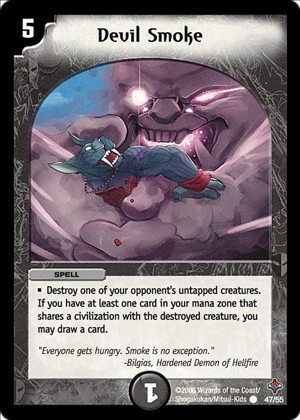 5
Devil Smoke
SPELL
▪ Destroy one of your opponent's untapped creatures.
If you have at least one card in your mana zone that
shares a civilization with the destroyed creature, you
may draw a card.
"Everyone gets hungry. Smoke is no exception."
-Bilgias, Hardened Demon of Hellfire
1
©2006 Wizards of the Coast/
Shogakukan/Mitsui-Kids
47/55